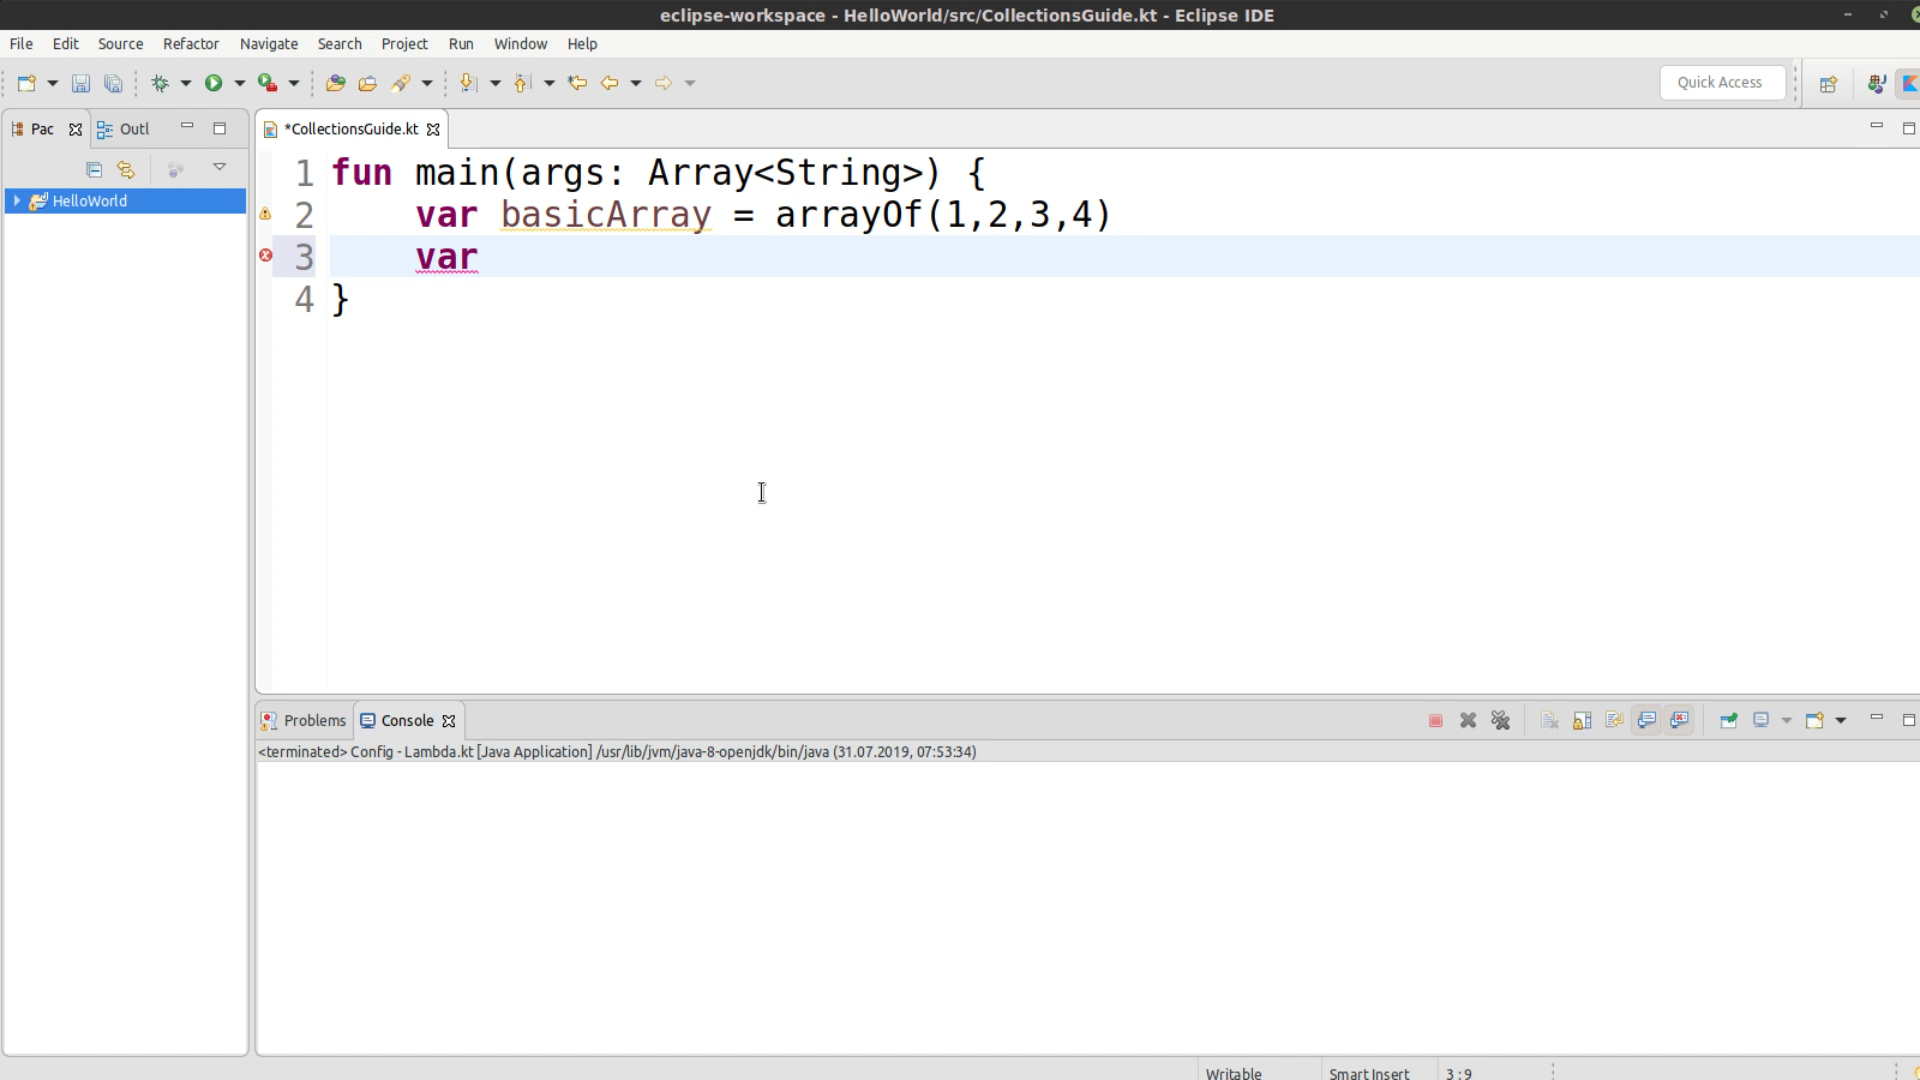 eclipse-workspace - HelloWorld/src/CollectionsGuide.kt - Eclipse IDE
File Edit Source Refactor Navigate Search Project Run Window Help
Quick Access
Pac Outl *CollectionsGuide.kt
HelloWorld
1 fun main(args: Array<String>) {
2 var basicArray = arrayOf(1,2,3,4)
3 var
4 }
Problems Console
<terminated> Config - Lambda.kt [Java Application] /usr/lib/jvm/java-8-openjdk/bin/java (31.07.2019, 07:53:34)
Writable Smart Insert 3 : 9